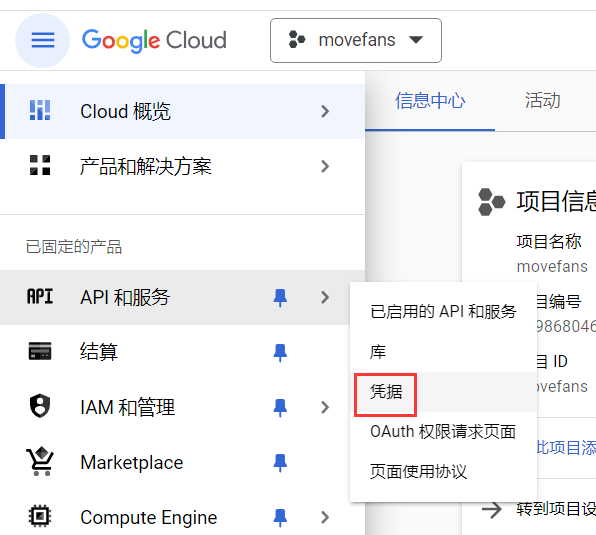 Google Cloud
movefans
Cloud 概览
产品和解决方案
已固定的产品
API API 和服务
结算
IAM 和管理
Marketplace
Compute Engine
已启用的 API 和服务
库
凭据
OAuth 权限请求页面
页面使用协议
信息中心
活动
项目信息
项目名称
movefans
目编号
9868046
目 ID
ovefans
此项目添
转到项目设